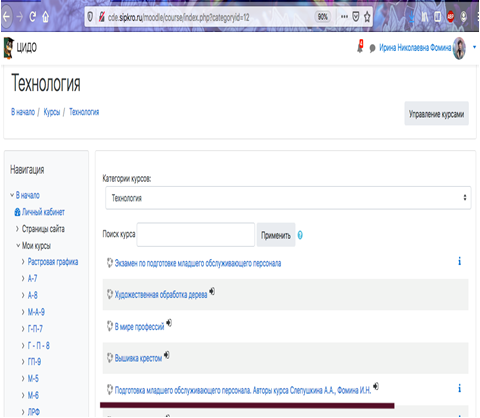 cde.sipkro.ru/moodle/course/index.php?categoryid=12
90%
ЦИДО
Ирина Николаевна Фомина
Технология
В начало / Курсы / Технология
Управление курсами
Навигация
В начало
Личный кабинет
Страницы сайта
Мои курсы
Растровая графика
А-7
А-8
М-А-9
Г-П-7
Г - П - 8
ГП-9
М-5
М-6
ЛРФ
Категории курсов:
Технология
Поиск курса
Применить
Экзамен по подготовке младшего обслуживающего персонала
Художественная обработка дерева
В мире профессий
Вышивка крестом
Подготовка младшего обслуживающего персонала. Авторы курса Слепушкина А.А., Фомина И.Н.